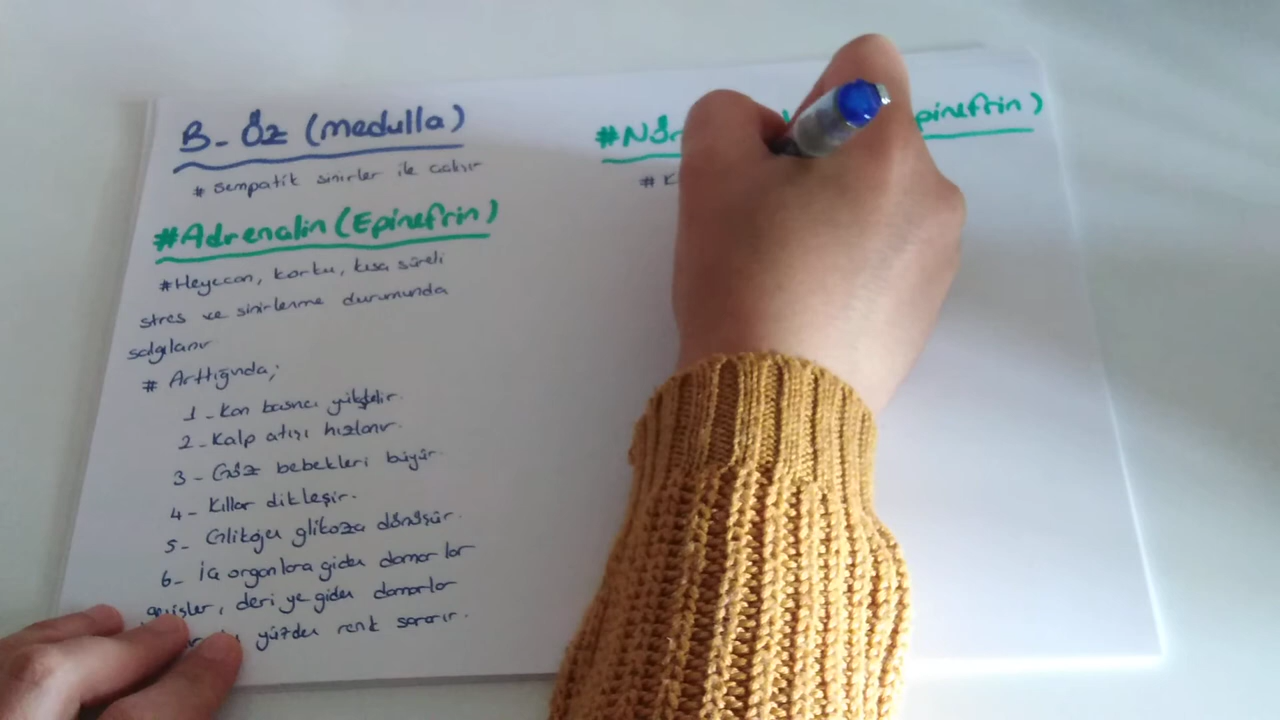 B- Öz (medulla)
# Sempatik sinirler ile çalışır
#Adrenalin (Epinefrin)
#Heyecan, korku, kısa süreli
stres ve sinirlenme durumunda
salgılanır
# Arttığında;
1 - Kan basıncı yükselir.
2 - Kalp atışı hızlanır.
3 - Göz bebekleri büyür.
4 - Kıllar dikleşir.
5 - Glikojen glikoza dönüşür.
6 - İç organlara giden damarlar
genişler, deriye giden damarlar
yüzden renk sararır.
#Nör pinefrin)
# K